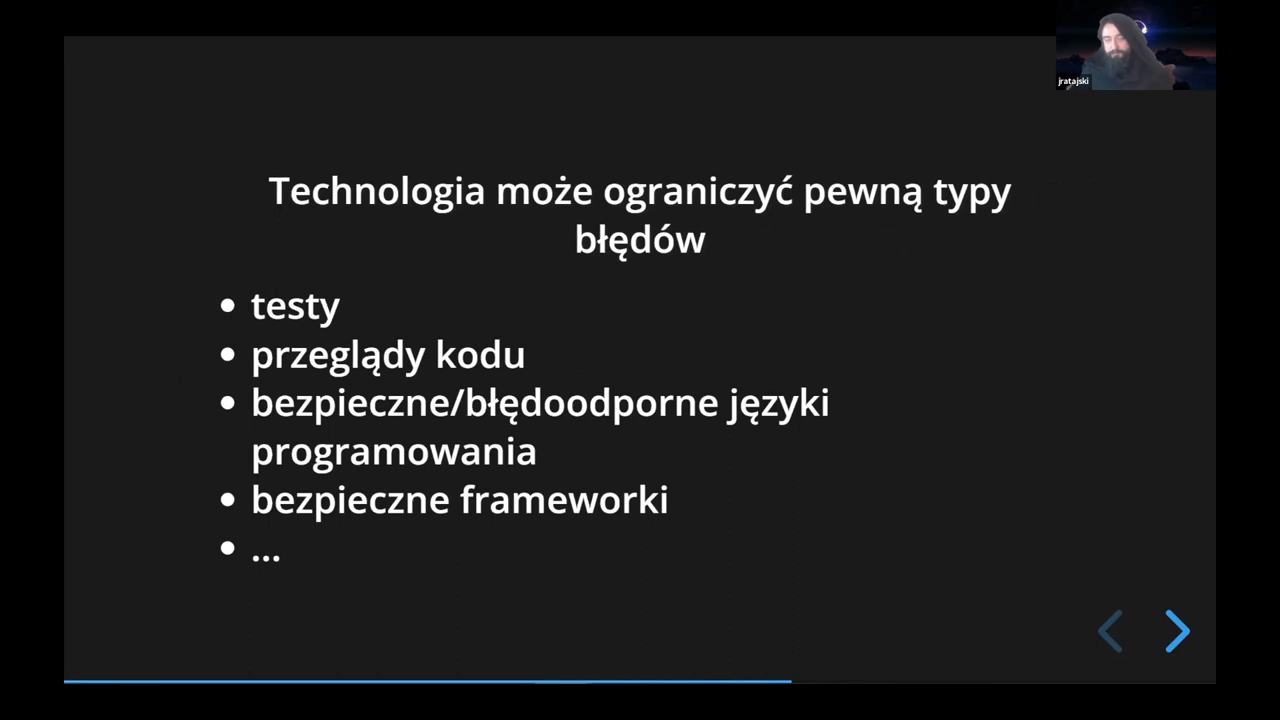 jratajski
Technologia może ograniczyć pewną typy
błędów
• testy
• przeglądy kodu
• bezpieczne/błędoodporne języki
programowania
• bezpieczne frameworki
• ...